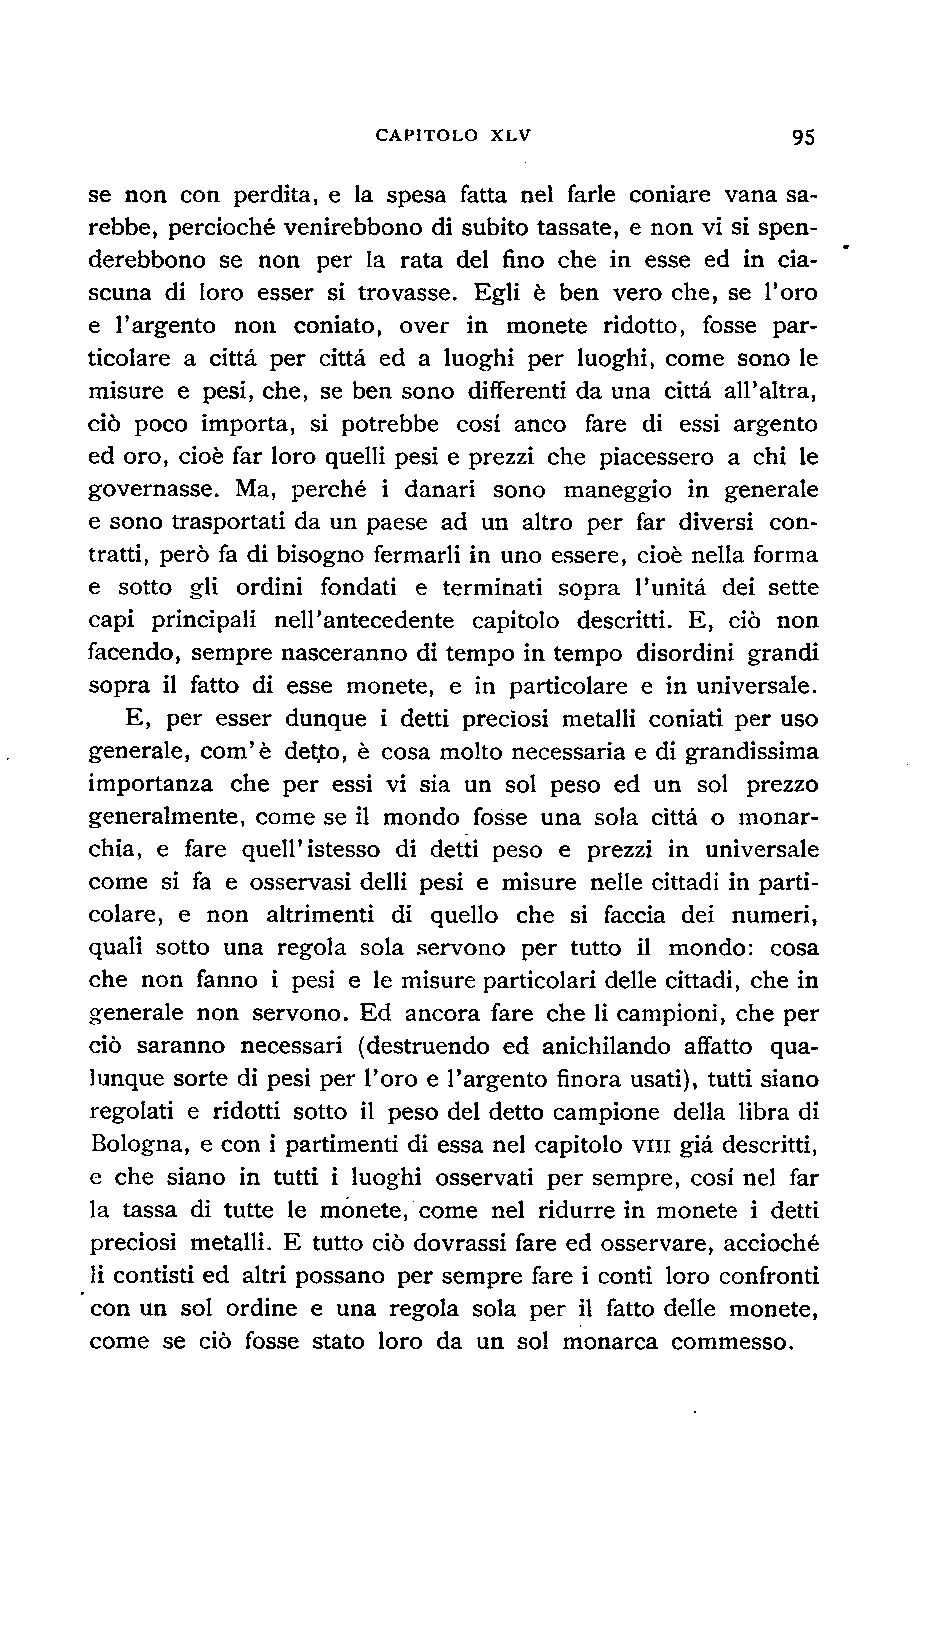 CAPITOLO XLV 95
se non con perdita, e la spesa fatta nel farle coniare vana sa-
rebbe, percioché venirebbono di subito tassate, e non vi si spen-
derebbono se non per la rata del fino che in esse ed in cia-
scuna di loro esser si trovasse. Egli è ben vero che, se l'oro
e l'argento non coniato, over in monete ridotto, fosse par-
ticolare a cittá per cittá ed a luoghi per luoghi, come sono le
misure e pesi, che, se ben sono differenti da una cittá all'altra,
ciò poco importa, si potrebbe cosí anco fare di essi argento
ed oro, cioè far loro quelli pesi e prezzi che piacessero a chi le
governasse. Ma, perché i danari sono maneggio in generale
e sono trasportati da un paese ad un altro per far diversi con-
tratti, però fa di bisogno fermarli in uno essere, cioè nella forma
e sotto gli ordini fondati e terminati sopra l'unitá dei sette
capi principali nell'antecedente capitolo descritti. E, ciò non
facendo, sempre nasceranno di tempo in tempo disordini grandi
sopra il fatto di esse monete, e in particolare e in universale.
E, per esser dunque i detti preciosi metalli coniati per uso
generale, com'è detto, è cosa molto necessaria e di grandissima
importanza che per essi vi sia un sol peso ed un sol prezzo
generalmente, come se il mondo fosse una sola cittá o monar-
chia, e fare quell'istesso di detti peso e prezzi in universale
come si fa e osservasi delli pesi e misure nelle cittadi in parti-
colare, e non altrimenti di quello che si faccia dei numeri,
quali sotto una regola sola servono per tutto il mondo: cosa
che non fanno i pesi e le misure particolari delle cittadi, che in
generale non servono. Ed ancora fare che li campioni, che per
ciò saranno necessari (destruendo ed anichilando affatto qua-
lunque sorte di pesi per l'oro e l'argento finora usati), tutti siano
regolati e ridotti sotto il peso del detto campione della libra di
Bologna, e con i partimenti di essa nel capitolo VIII giá descritti,
e che siano in tutti i luoghi osservati per sempre, cosí nel far
la tassa di tutte le monete, come nel ridurre in monete i detti
preciosi metalli. E tutto ciò dovrassi fare ed osservare, accioché
li contisti ed altri possano per sempre fare i conti loro confronti
con un sol ordine e una regola sola per il fatto delle monete,
come se ciò fosse stato loro da un sol monarca commesso.